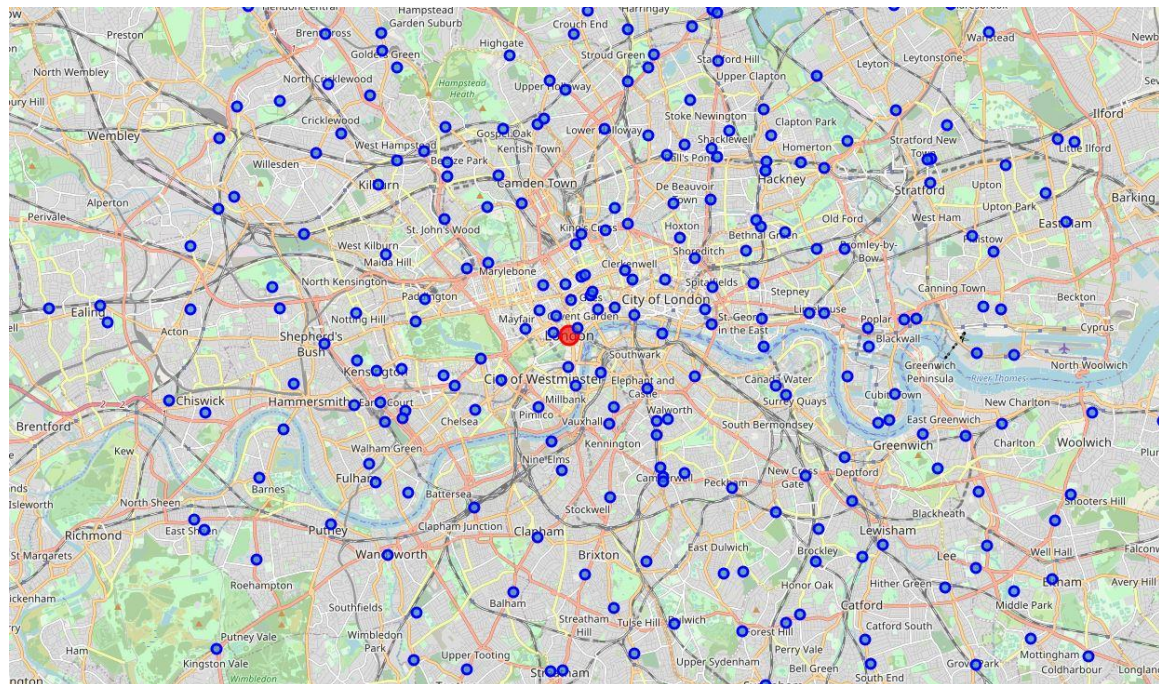 Preston
Hendon Central
Hampstead
Garden Suburb
Crouch End
Harringay
Wanstead
Brent Cross
Golders Green
Highgate
Stroud Green
Stamford Hill
Leyton
Leytonstone
North Wembley
North Cricklewood
Hampstead
Heath
Upper Holloway
Upper Clapton
Ilford
Wembley
Cricklewood
Gospel Oak
Lower Holloway
Stoke Newington
Shacklewell
Clapton Park
Stratford New
Town
Little Ilford
Willesden
West Hampstead
Kentish Town
Homerton
Belsize Park
Kilburn
Camden Town
Hackney
Stratford
Upton
Barking
Alperton
De Beauvoir
Town
Upton Park
Perivale
St. John's Wood
King's Cross
Hoxton
Old Ford
West Ham
East Ham
West Kilburn
Maida Hill
Bethnal Green
Bromley-by-
Bow
Plaistow
Clerkenwell
Shoreditch
North Kensington
Marylebone
Spitalfields
Canning Town
Ealing
Paddington
City of London
Stepney
Beckton
Acton
Notting Hill
Mayfair
Covent Garden
St. George
in the East
Limehouse
Poplar
Cyprus
Shepherd's
Bush
London
Blackwall
Southwark
Greenwich
Peninsula
North Woolwich
Kensington
City of Westminster
Elephant and
Castle
Canada Water
River Thames
Chiswick
Hammersmith
Earl's Court
Millbank
Surrey Quays
Cubitt Town
New Charlton
Brentford
Chelsea
Pimlico
Vauxhall
Walworth
South Bermondsey
East Greenwich
Kew
Walham Green
Kennington
Greenwich
Charlton
Woolwich
Nine Elms
Deptford
Barnes
Fulham
Camberwell
Peckham
New Cross
Gate
Isleworth
North Sheen
Battersea
Stockwell
Shooters Hill
Blackheath
Richmond
East Sheen
Putney
Clapham Junction
Clapham
Lewisham
St Margarets
Wandsworth
Brixton
East Dulwich
Brockley
Lee
Well Hall
Roehampton
Honor Oak
Hither Green
Eltham
Avery Hill
Southfields
Balham
Catford
Middle Park
Putney Vale
Wimbledon
Park
Streatham
Hill
Tulse Hill
Dulwich
Forest Hill
Catford South
Ham
Kingston Vale
Wimbledon
Upper Tooting
Upper Sydenham
Perry Vale
Bell Green
South End
Grove Park
Mottingham
Coldharbour
Streatham